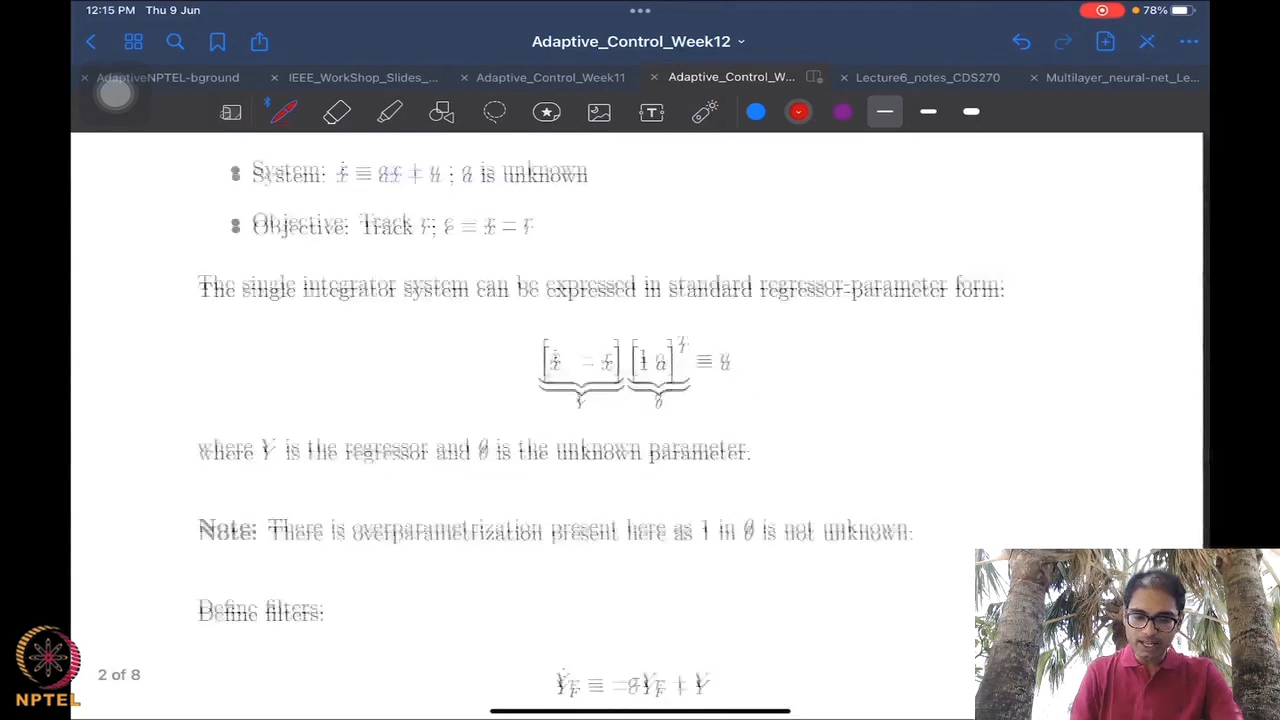 12:15 PM Thu 9 Jun
78%
Adaptive_Control_Week12
AdaptiveNPTEL-bground
IEEE_WorkShop_Slides_...
Adaptive_Control_Week11
Adaptive_Control_W...
Lecture6_notes_CDS270
Multilayer_neural-net_Le...
• System: ẋ = ax + u ; a is unknown
• Objective: Track r; e = x − r
The single integrator system can be expressed in standard regressor-parameter form:
[ẋ −x] [1 a]ᵀ = u
Y θ
where Y is the regressor and θ is the unknown parameter.
Note: There is overparametrization present here as 1 in θ is not unknown.
Define filters:
Ẏ_F = −σY_F + Y
2 of 8
NPTEL